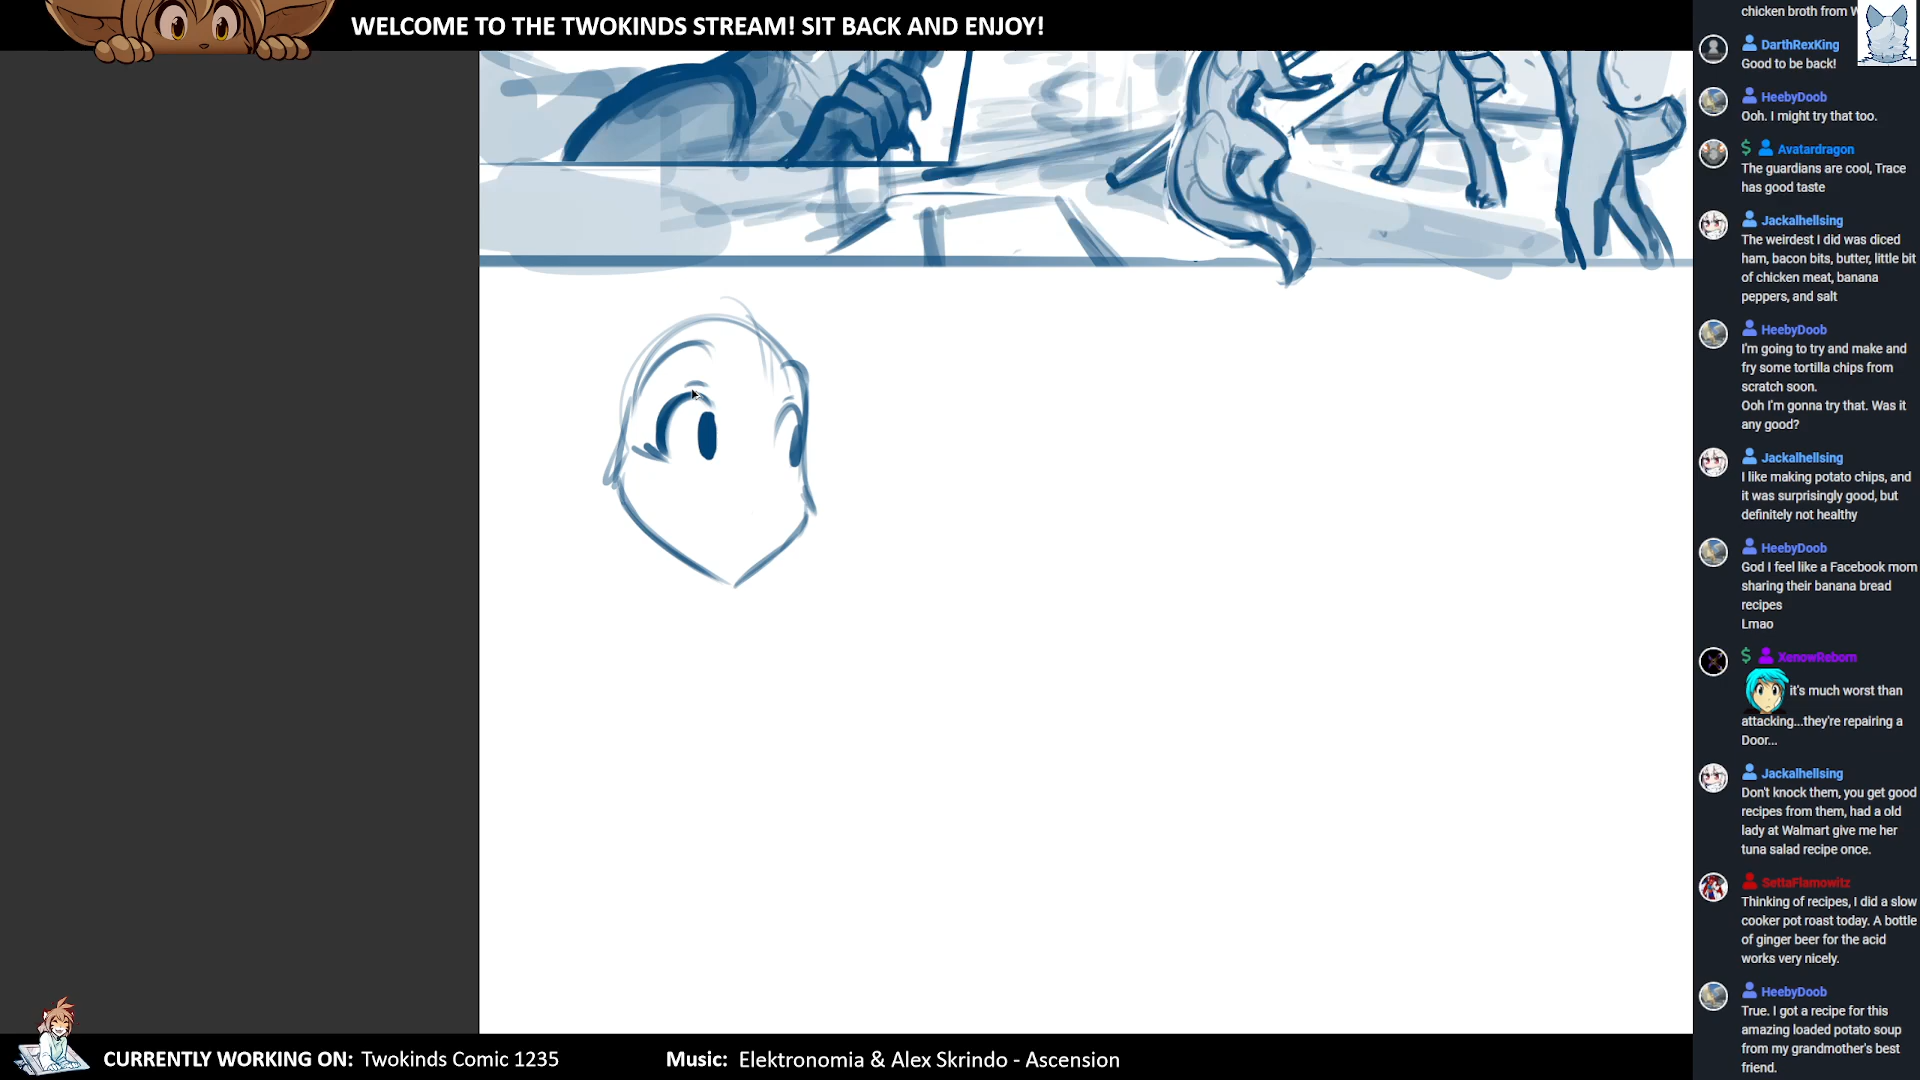 WELCOME TO THE TWOKINDS STREAM! SIT BACK AND ENJOY!
chicken broth from W
DarthRexKing
Good to be back!
HeebyDoob
Ooh. I might try that too.
$ Avatardragon
The guardians are cool, Trace
has good taste
Jackalhellsing
The weirdest I did was diced
ham, bacon bits, butter, little bit
of chicken meat, banana
peppers, and salt
HeebyDoob
I'm going to try and make and
fry some tortilla chips from
scratch soon.
Ooh I'm gonna try that. Was it
any good?
Jackalhellsing
I like making potato chips, and
it was surprisingly good, but
definitely not healthy
HeebyDoob
God I feel like a Facebook mom
sharing their banana bread
recipes
Lmao
$ XenowReborn
it's much worst than
attacking...they're repairing a
Door...
Jackalhellsing
Don't knock them, you get good
recipes from them, had a old
lady at Walmart give me her
tuna salad recipe once.
SettaFlamowitz
Thinking of recipes, I did a slow
cooker pot roast today. A bottle
of ginger beer for the acid
works very nicely.
HeebyDoob
True. I got a recipe for this
amazing loaded potato soup
from my grandmother's best
friend.
CURRENTLY WORKING ON: Twokinds Comic 1235
Music: Elektronomia & Alex Skrindo - Ascension